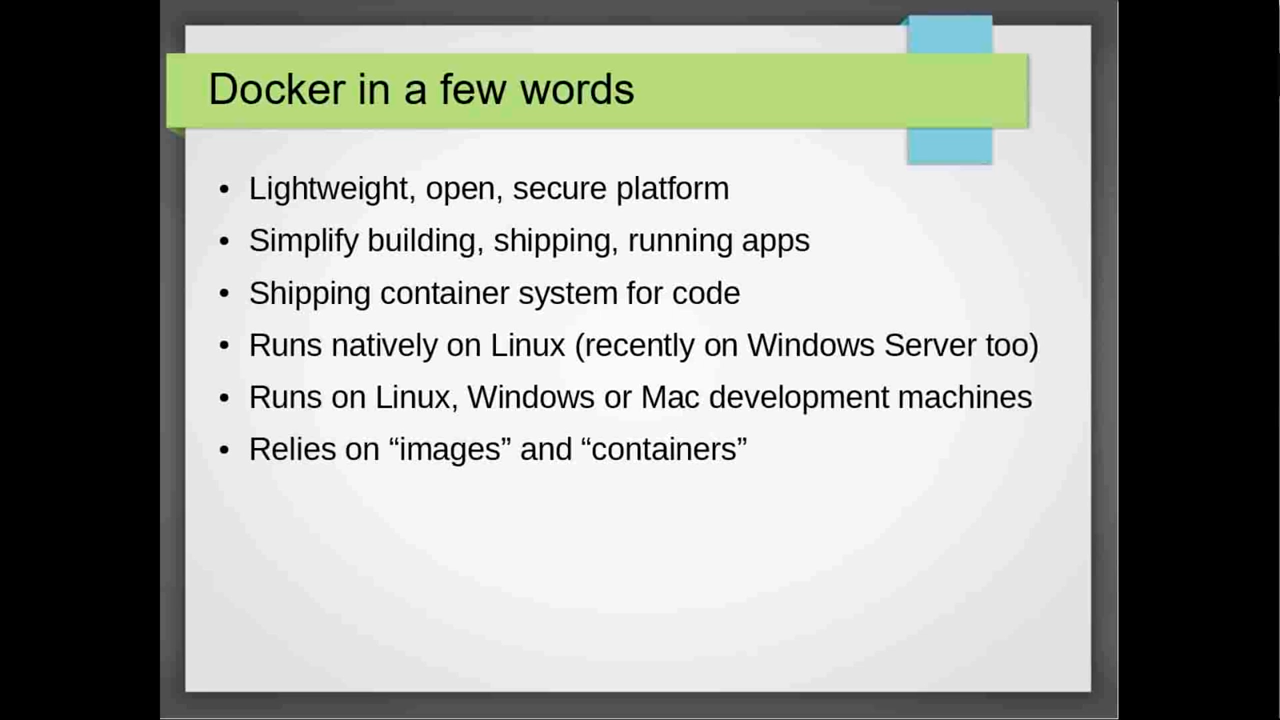 Docker in a few words
• Lightweight, open, secure platform
• Simplify building, shipping, running apps
• Shipping container system for code
• Runs natively on Linux (recently on Windows Server too)
• Runs on Linux, Windows or Mac development machines
• Relies on “images” and “containers”